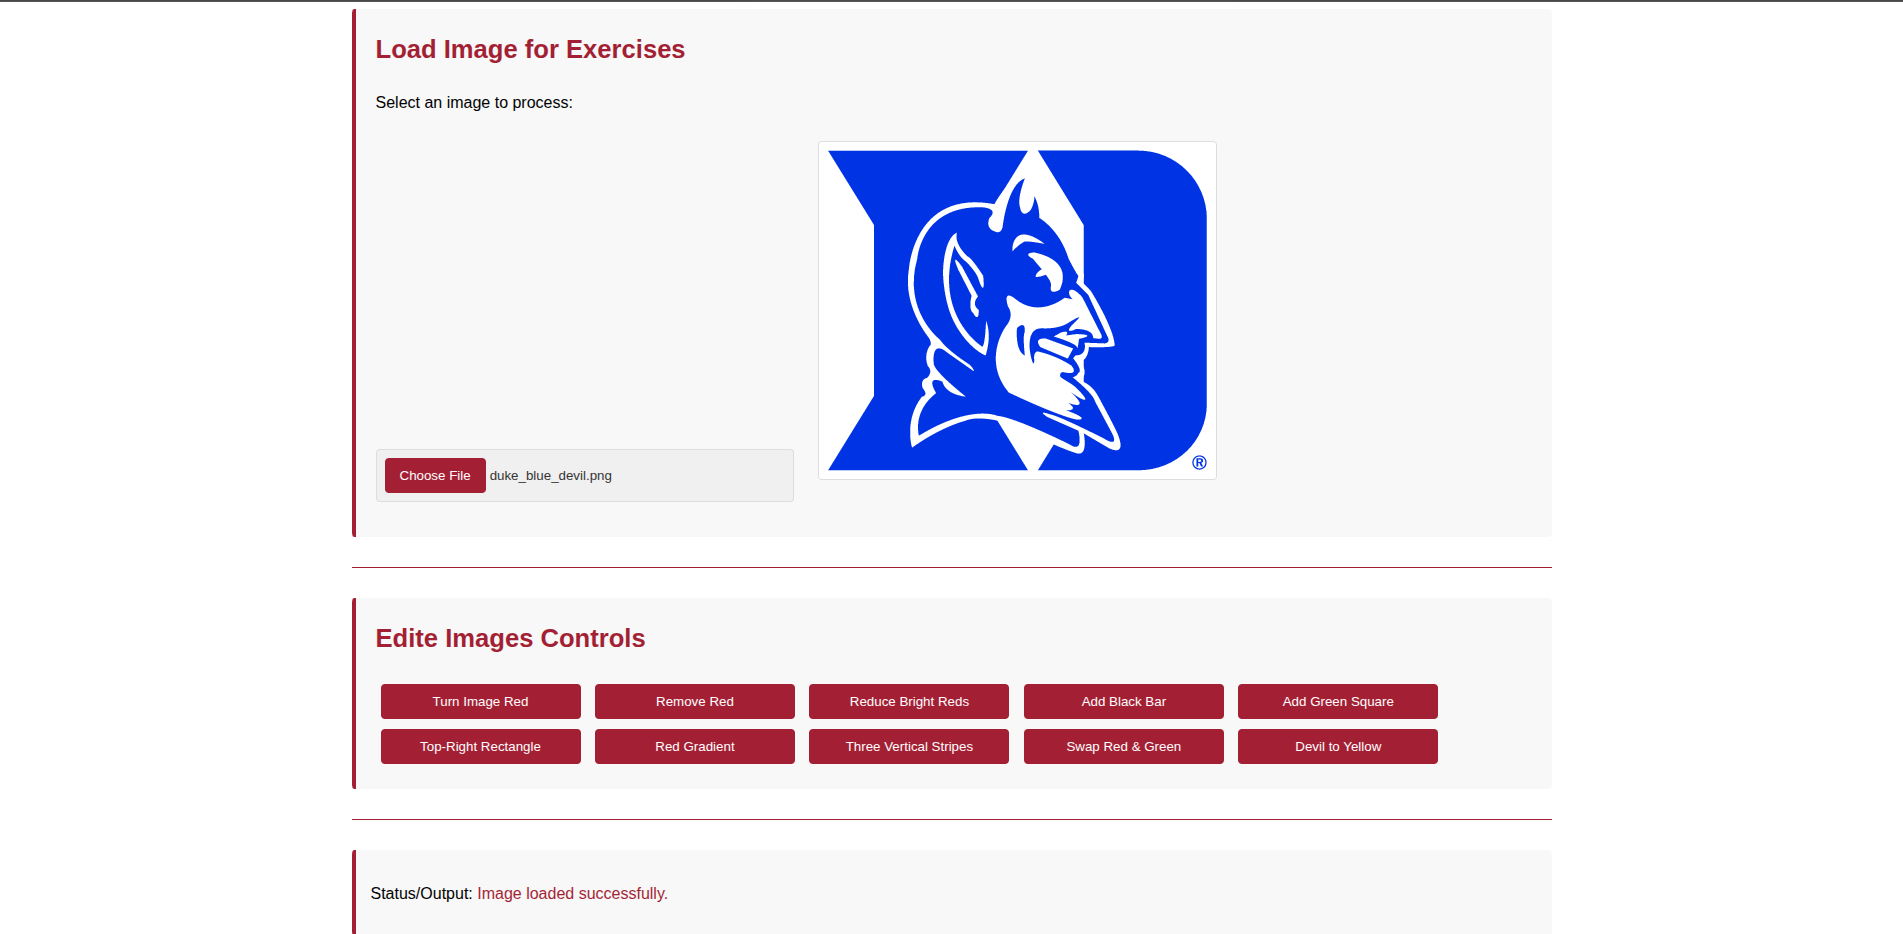 Load Image for Exercises
Select an image to process:
®
Choose File duke_blue_devil.png
Edite Images Controls
Turn Image Red Remove Red Reduce Bright Reds Add Black Bar Add Green Square
Top-Right Rectangle Red Gradient Three Vertical Stripes Swap Red & Green Devil to Yellow
Status/Output: Image loaded successfully.